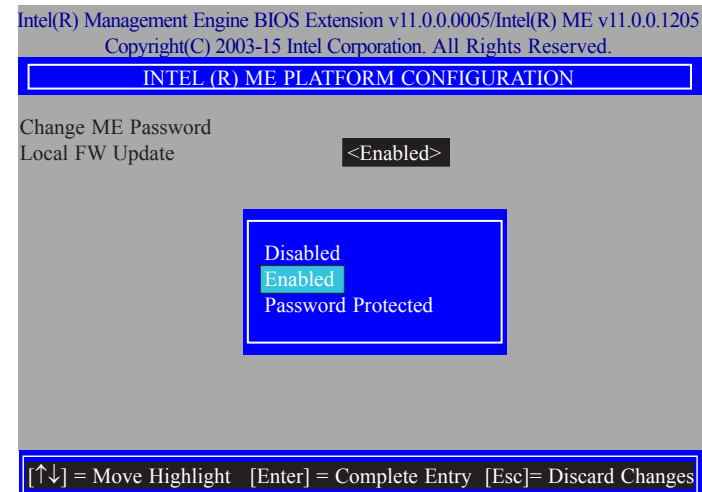 Intel(R) Management Engine BIOS Extension v11.0.0.0005/Intel(R) ME v11.0.0.1205
Copyright(C) 2003-15 Intel Corporation. All Rights Reserved.
INTEL (R) ME PLATFORM CONFIGURATION
Change ME Password
Local FW Update <Enabled>
Disabled
Enabled
Password Protected
[↑↓] = Move Highlight [Enter] = Complete Entry [Esc]= Discard Changes